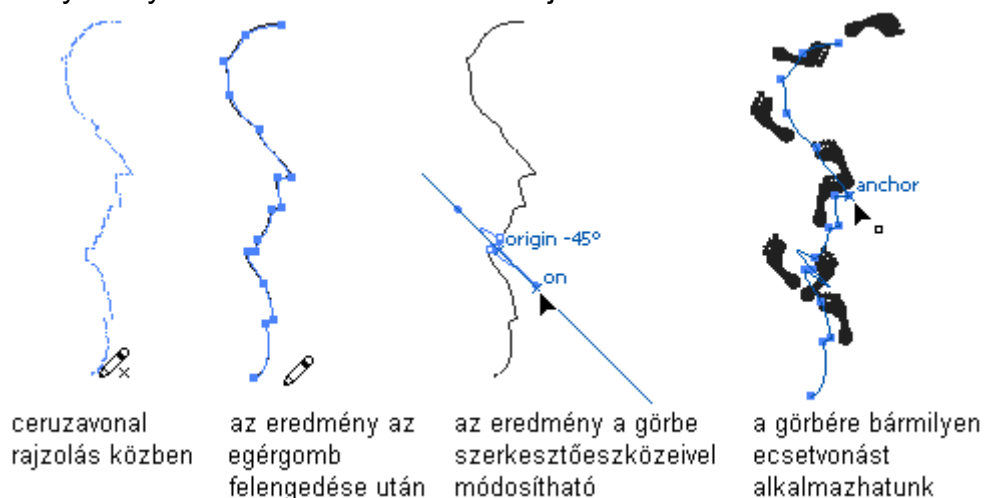 origin -45°
on
anchor
ceruzavonal
rajzolás közben
az eredmény az
egérgomb
felengedése után
az eredmény a görbe
szerkesztőeszközeivel
módosítható
a görbére bármilyen
ecsetvonást
alkalmazhatunk